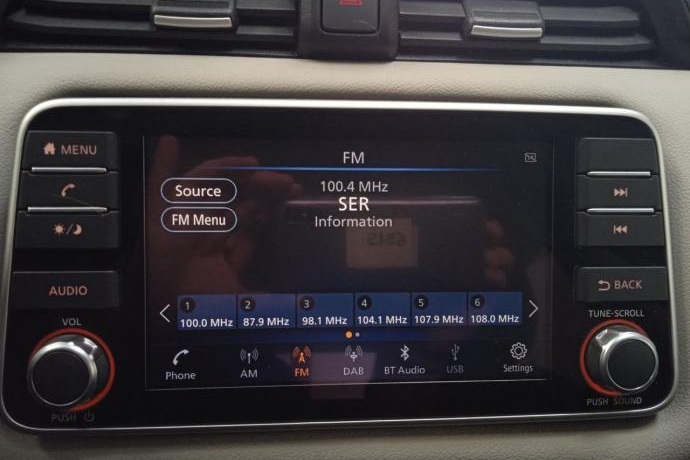 MENU
FM
Source
100.4 MHz
SER
FM Menu
Information
AUDIO
BACK
1 2 3 4 5 6
100.0 MHz 87.9 MHz 98.1 MHz 104.1 MHz 107.9 MHz 108.0 MHz
VOL
TUNE-SCROLL
Phone AM FM DAB BT Audio USB Settings
PUSH
PUSH SOUND